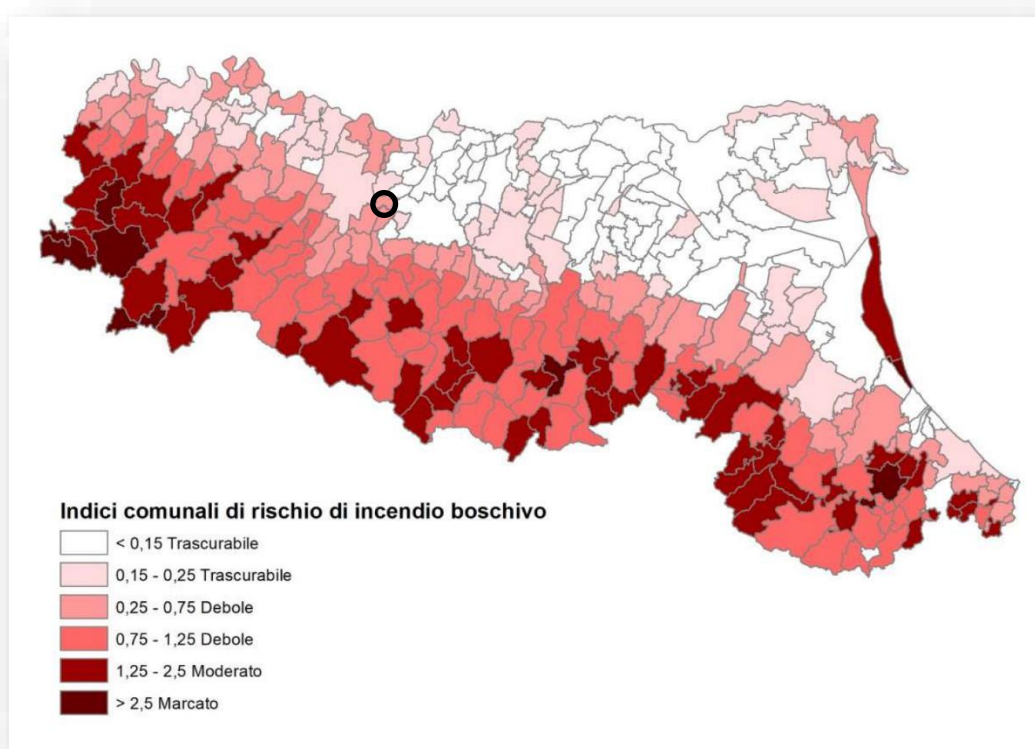 Indici comunali di rischio di incendio boschivo
< 0,15 Trascurabile
0,15 - 0,25 Trascurabile
0,25 - 0,75 Debole
0,75 - 1,25 Debole
1,25 - 2,5 Moderato
> 2,5 Marcato